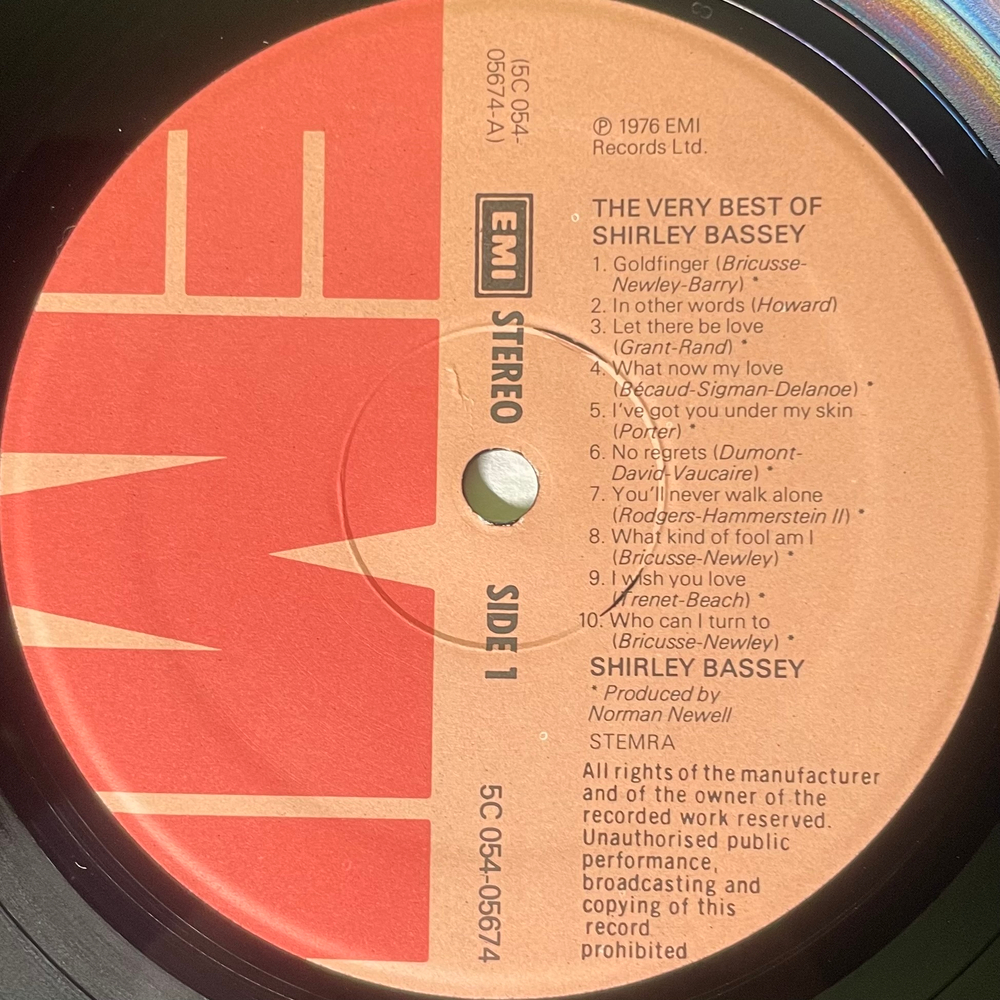 (5C 054-
05674-A)
EMI
STEREO
SIDE 1
5C 054-05674
EMI
℗ 1976 EMI
Records Ltd.
THE VERY BEST OF
SHIRLEY BASSEY
1. Goldfinger (Bricusse-
Newley-Barry) *
2. In other words (Howard)
3. Let there be love
(Grant-Rand) *
4. What now my love
(Bécaud-Sigman-Delanoe) *
5. I've got you under my skin
(Porter) *
6. No regrets (Dumont-
David-Vaucaire) *
7. You'll never walk alone
(Rodgers-Hammerstein II) *
8. What kind of fool am I
(Bricusse-Newley) *
9. I wish you love
(Trenet-Beach) *
10. Who can I turn to
(Bricusse-Newley) *
SHIRLEY BASSEY
* Produced by
Norman Newell
STEMRA
All rights of the manufacturer
and of the owner of the
recorded work reserved.
Unauthorised public
performance,
broadcasting and
copying of this
record
prohibited